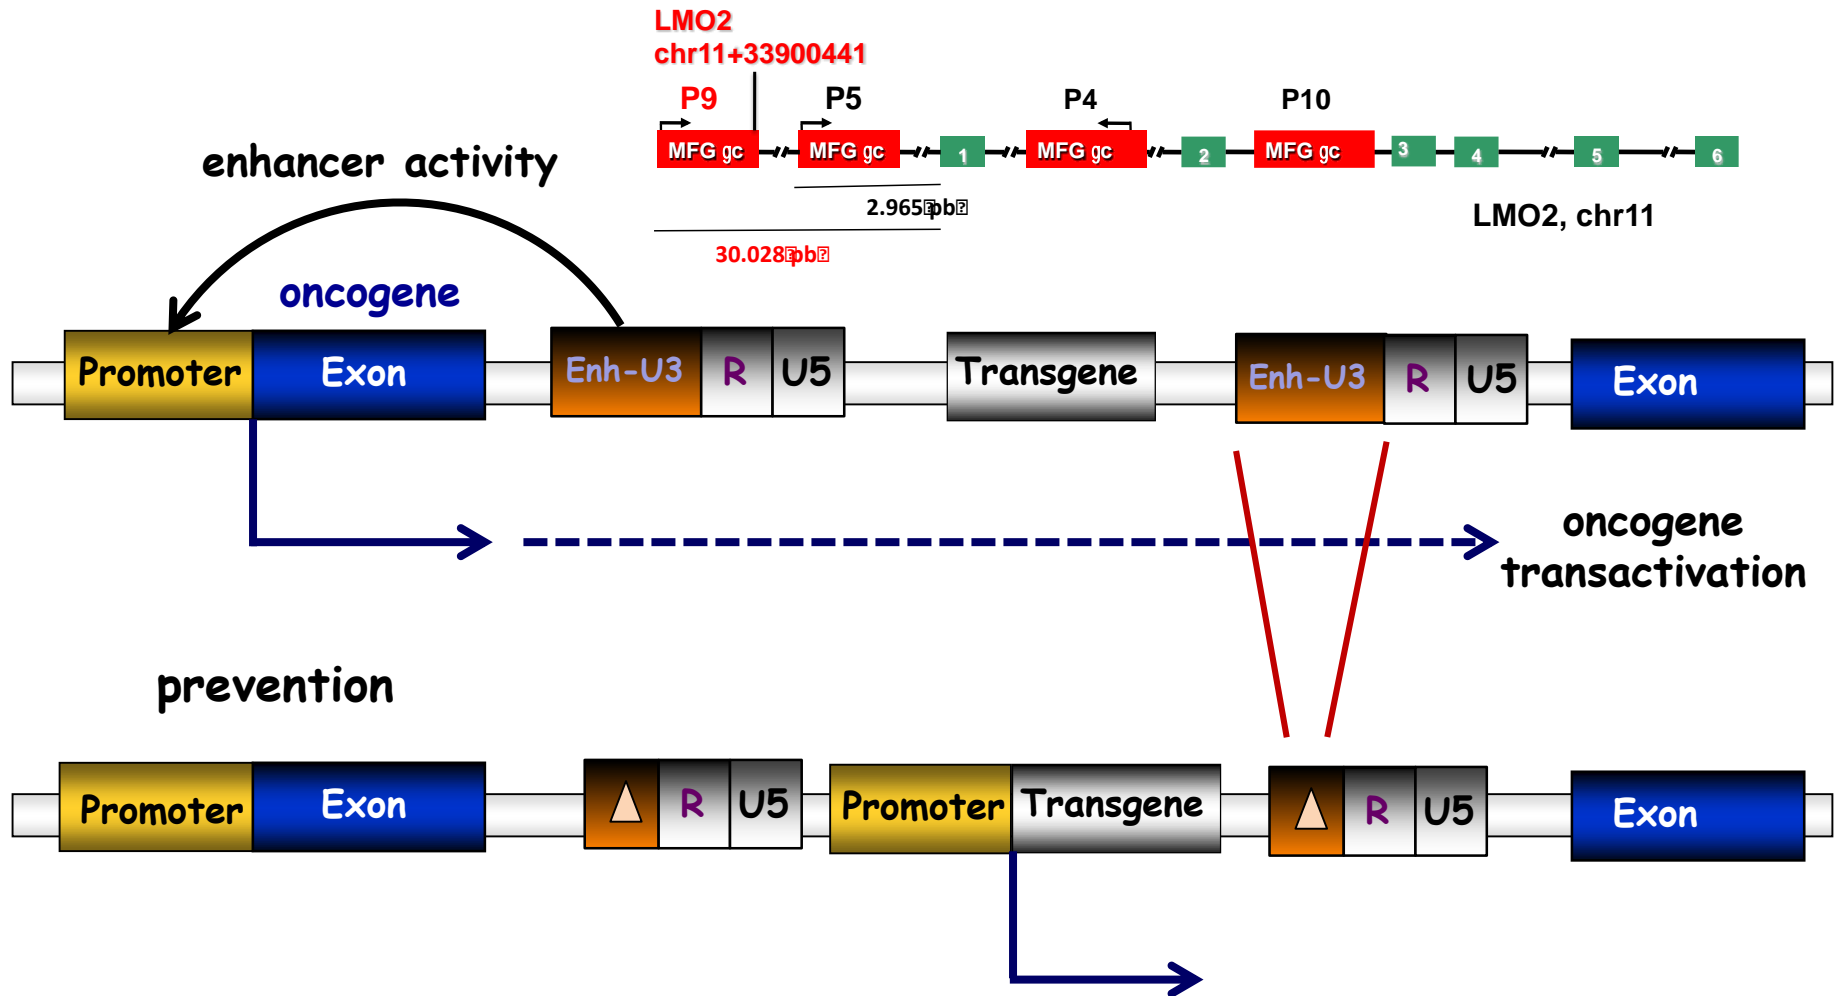 LMO2
chr11+33900441
P9 P5 P4 P10
MFG gc MFG gc 1 MFG gc 2 MFG gc 3 4 5 6
2.965 pb
30.028 pb
LMO2, chr11
enhancer activity
oncogene
Promoter Exon Enh-U3 R U5 Transgene Enh-U3 R U5 Exon
oncogene
transactivation
prevention
Promoter Exon Δ R U5 Promoter Transgene Δ R U5 Exon